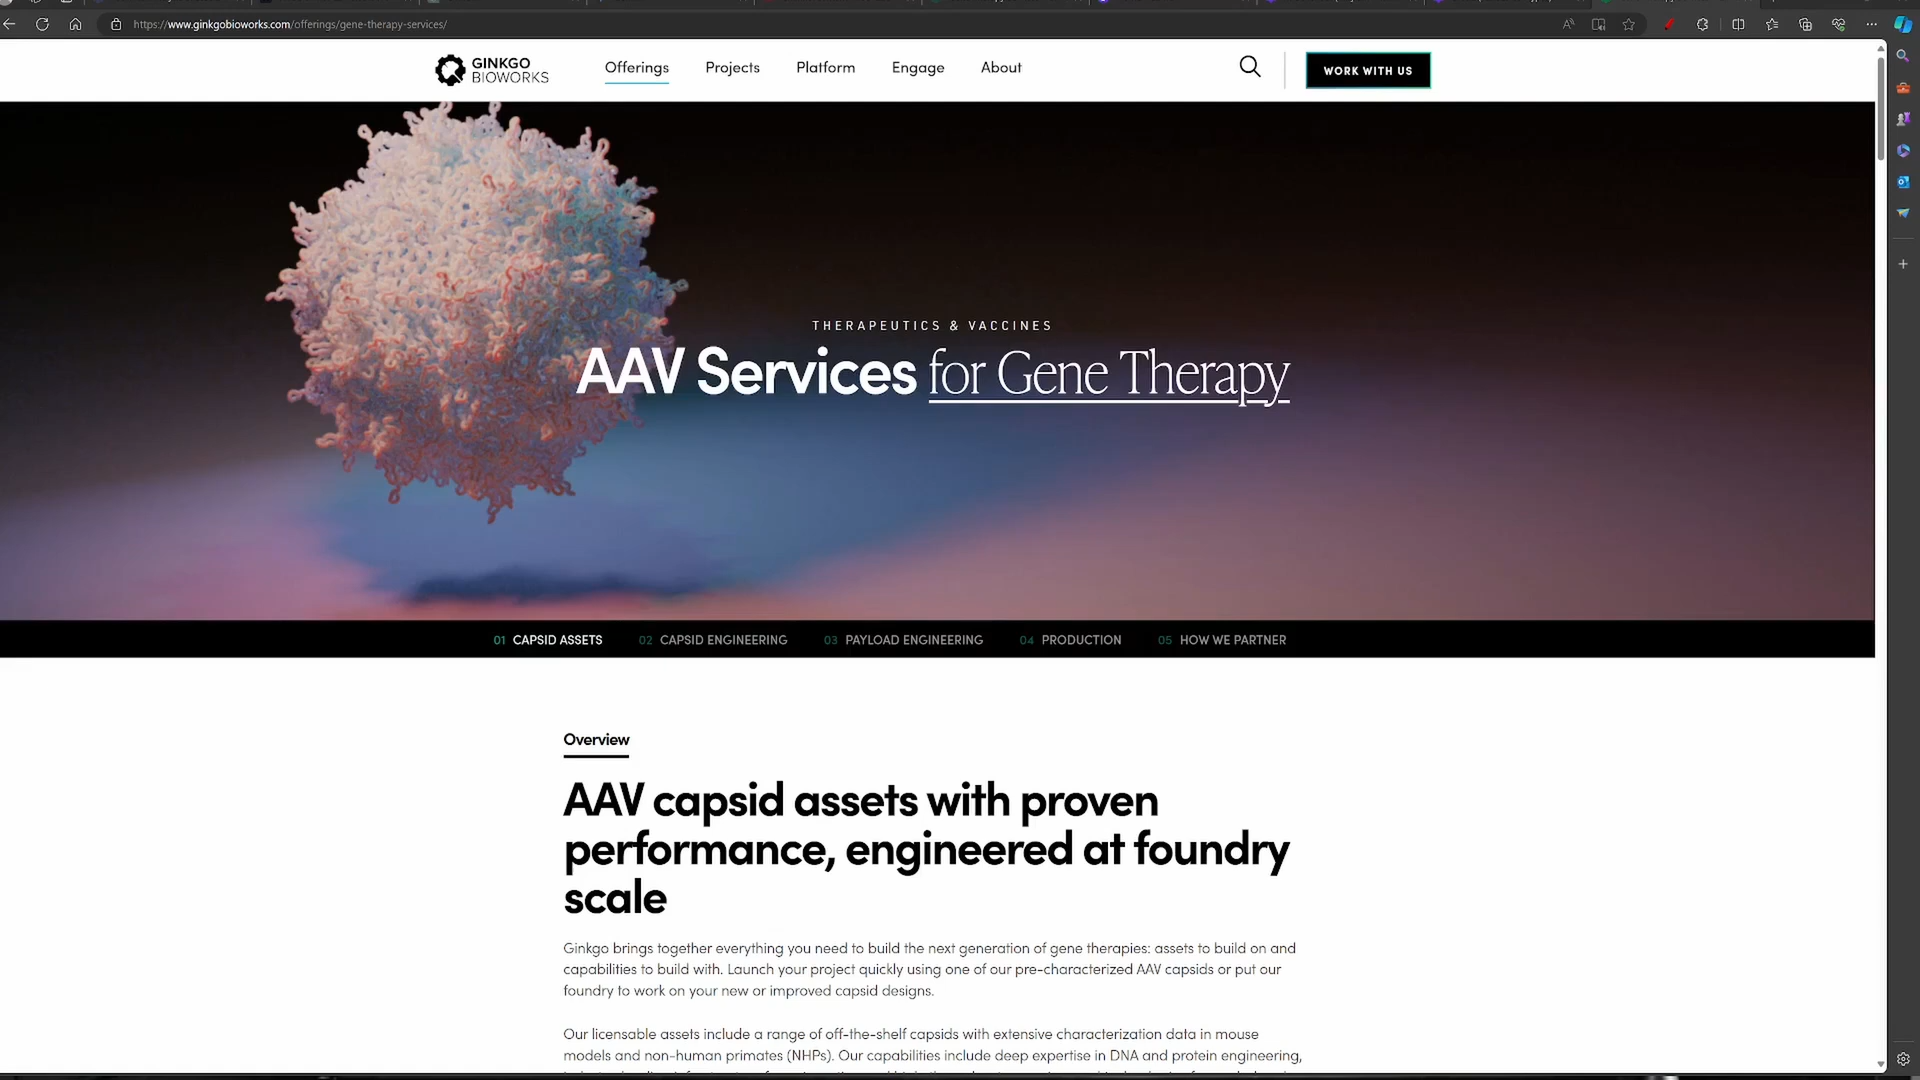 https://www.ginkgobioworks.com/offerings/gene-therapy-services/
GINKGO
BIOWORKS
Offerings
Projects
Platform
Engage
About
WORK WITH US
THERAPEUTICS & VACCINES
AAV Services for Gene Therapy
01 CAPSID ASSETS
02 CAPSID ENGINEERING
03 PAYLOAD ENGINEERING
04 PRODUCTION
05 HOW WE PARTNER
Overview
AAV capsid assets with proven
performance, engineered at foundry
scale
Ginkgo brings together everything you need to build the next generation of gene therapies: assets to build on and
capabilities to build with. Launch your project quickly using one of our pre-characterized AAV capsids or put our
foundry to work on your new or improved capsid designs.
Our licensable assets include a range of off-the-shelf capsids with extensive characterization data in mouse
models and non-human primates (NHPs). Our capabilities include deep expertise in DNA and protein engineering,